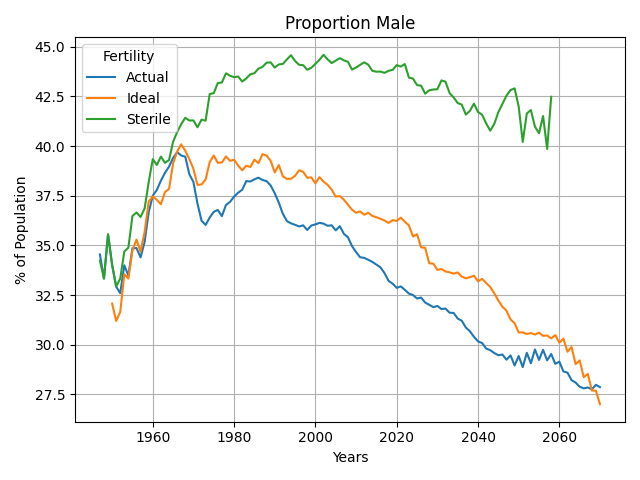 Proportion Male
45.0
42.5
40.0
37.5
35.0
32.5
30.0
27.5
% of Population
Fertility
Actual
Ideal
Sterile
1960 1980 2000 2020 2040 2060
Years